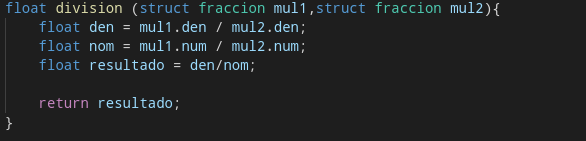 float division (struct fraccion mul1,struct fraccion mul2){
    float den = mul1.den / mul2.den;
    float nom = mul1.num / mul2.num;
    float resultado = den/nom;

    return resultado;
}